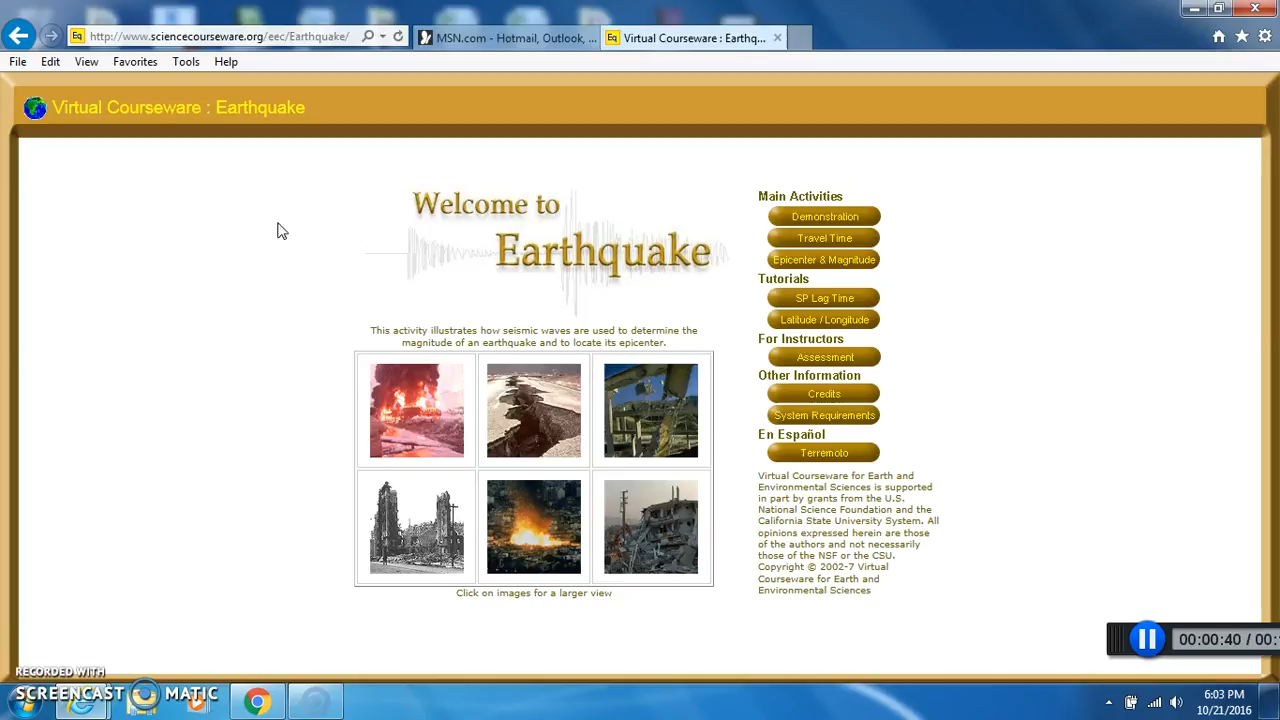 http://www.sciencecourseware.org/eec/Earthquake/
MSN.com - Hotmail, Outlook, ...
Virtual Courseware : Earthq...
File Edit View Favorites Tools Help
Virtual Courseware : Earthquake
Welcome to
Earthquake
This activity illustrates how seismic waves are used to determine the
magnitude of an earthquake and to locate its epicenter.
Click on images for a larger view
Main Activities
Demonstration
Travel Time
Epicenter & Magnitude
Tutorials
SP Lag Time
Latitude / Longitude
For Instructors
Assessment
Other Information
Credits
System Requirements
En Español
Terremoto
Virtual Courseware for Earth and
Environmental Sciences is supported
in part by grants from the U.S.
National Science Foundation and the
California State University System. All
opinions expressed herein are those
of the authors and not necessarily
those of the NSF or the CSU.
Copyright © 2002-7 Virtual
Courseware for Earth and
Environmental Sciences
00:00:40 / 00:
RECORDED WITH
SCREENCAST MATIC
6:03 PM
10/21/2016